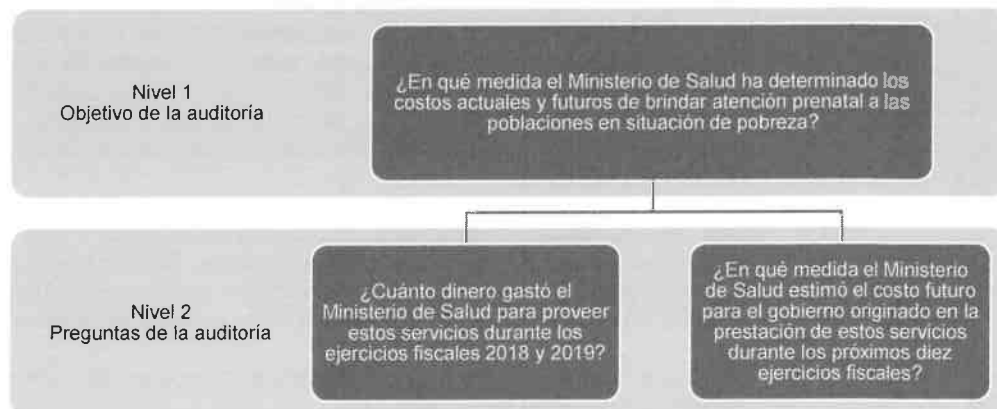 Nivel 1
Objetivo de la auditoría
¿En qué medida el Ministerio de Salud ha determinado los
costos actuales y futuros de brindar atención prenatal a las
poblaciones en situación de pobreza?
Nivel 2
Preguntas de la auditoría
¿Cuánto dinero gastó el
Ministerio de Salud para proveer
estos servicios durante los
ejercicios fiscales 2018 y 2019?
¿En qué medida el Ministerio
de Salud estimó el costo futuro
para el gobierno originado en la
prestación de estos servicios
durante los próximos diez
ejercicios fiscales?